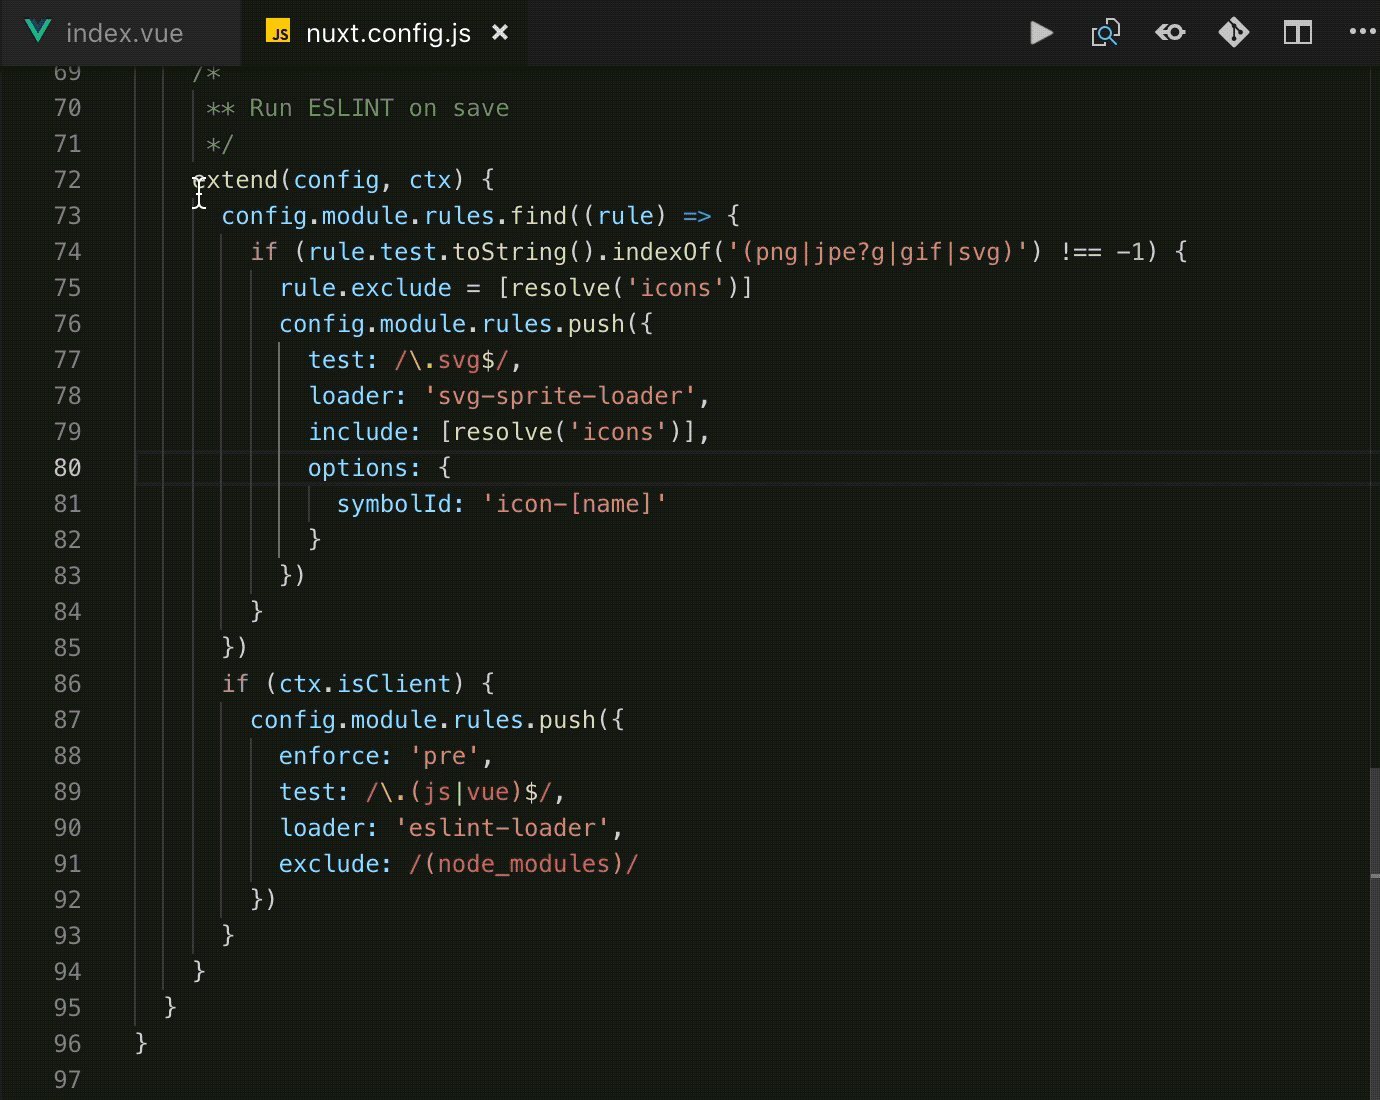 index.vue
JS nuxt.config.js ×
69 /*
70 ** Run ESLINT on save
71 */
72 extend(config, ctx) {
73 config.module.rules.find((rule) => {
74 if (rule.test.toString().indexOf('(png|jpe?g|gif|svg)') !== -1) {
75 rule.exclude = [resolve('icons')]
76 config.module.rules.push({
77 test: /\.svg$/,
78 loader: 'svg-sprite-loader',
79 include: [resolve('icons')],
80 options: {
81 symbolId: 'icon-[name]'
82 }
83 })
84 }
85 })
86 if (ctx.isClient) {
87 config.module.rules.push({
88 enforce: 'pre',
89 test: /\.(js|vue)$/,
90 loader: 'eslint-loader',
91 exclude: /(node_modules)/
92 })
93 }
94 }
95 }
96 }
97